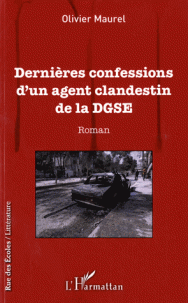 Olivier Maurel
Dernières confessions
d'un agent clandestin
de la DGSE
Roman
Rue des Écoles / Littérature
L'Harmattan